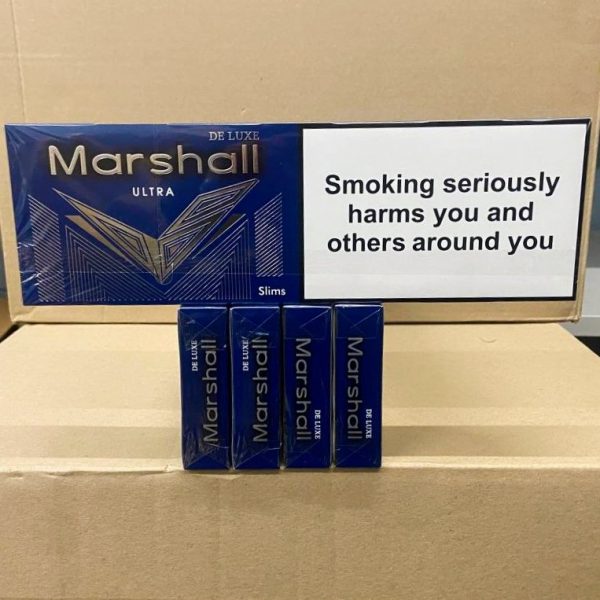 DE LUXE
Marshall
ULTRA
Slims
Smoking seriously
harms you and
others around you
DE LUXE
Marshall
DE LUXE
Marshall
Marshall
DE LUXE
Marshall
DE LUXE